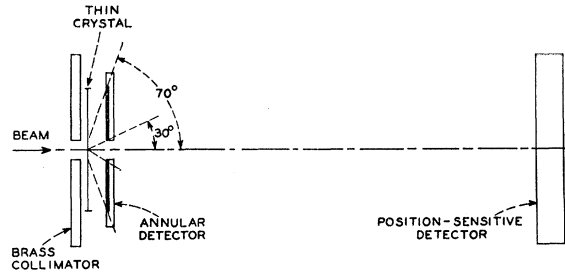 THIN
CRYSTAL
70°
30°
BEAM
ANNULAR
DETECTOR
POSITION-SENSITIVE
DETECTOR
BRASS
COLLIMATOR